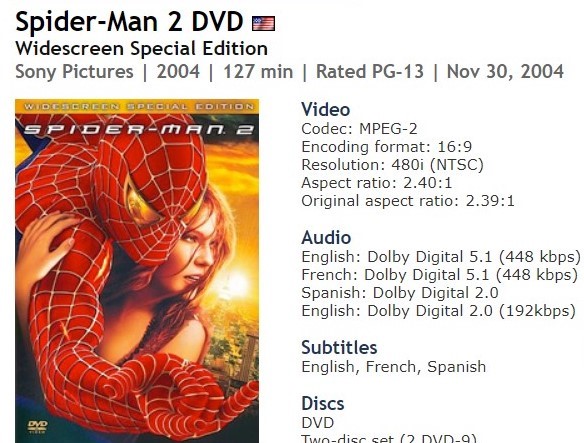 Spider-Man 2 DVD
Widescreen Special Edition
Sony Pictures | 2004 | 127 min | Rated PG-13 | Nov 30, 2004
WIDESCREEN SPECIAL EDITION
SPIDER-MAN 2
DVD
VIDEO
Video
Codec: MPEG-2
Encoding format: 16:9
Resolution: 480i (NTSC)
Aspect ratio: 2.40:1
Original aspect ratio: 2.39:1
Audio
English: Dolby Digital 5.1 (448 kbps)
French: Dolby Digital 5.1 (448 kbps)
Spanish: Dolby Digital 2.0
English: Dolby Digital 2.0 (192kbps)
Subtitles
English, French, Spanish
Discs
DVD
Two-disc set (2 DVD-9)